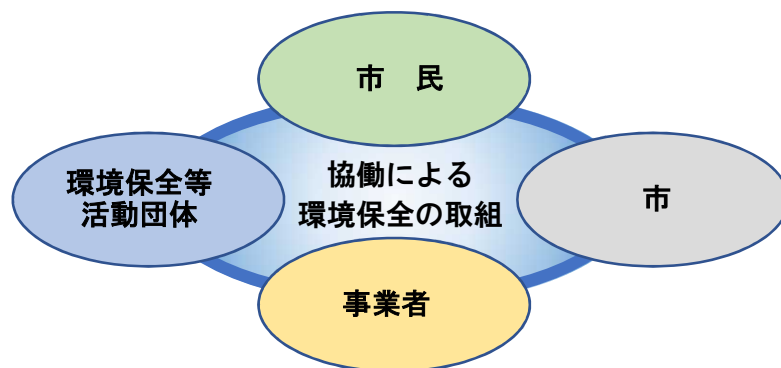 市　民
環境保全等
活動団体
協働による
環境保全の取組
市
事業者